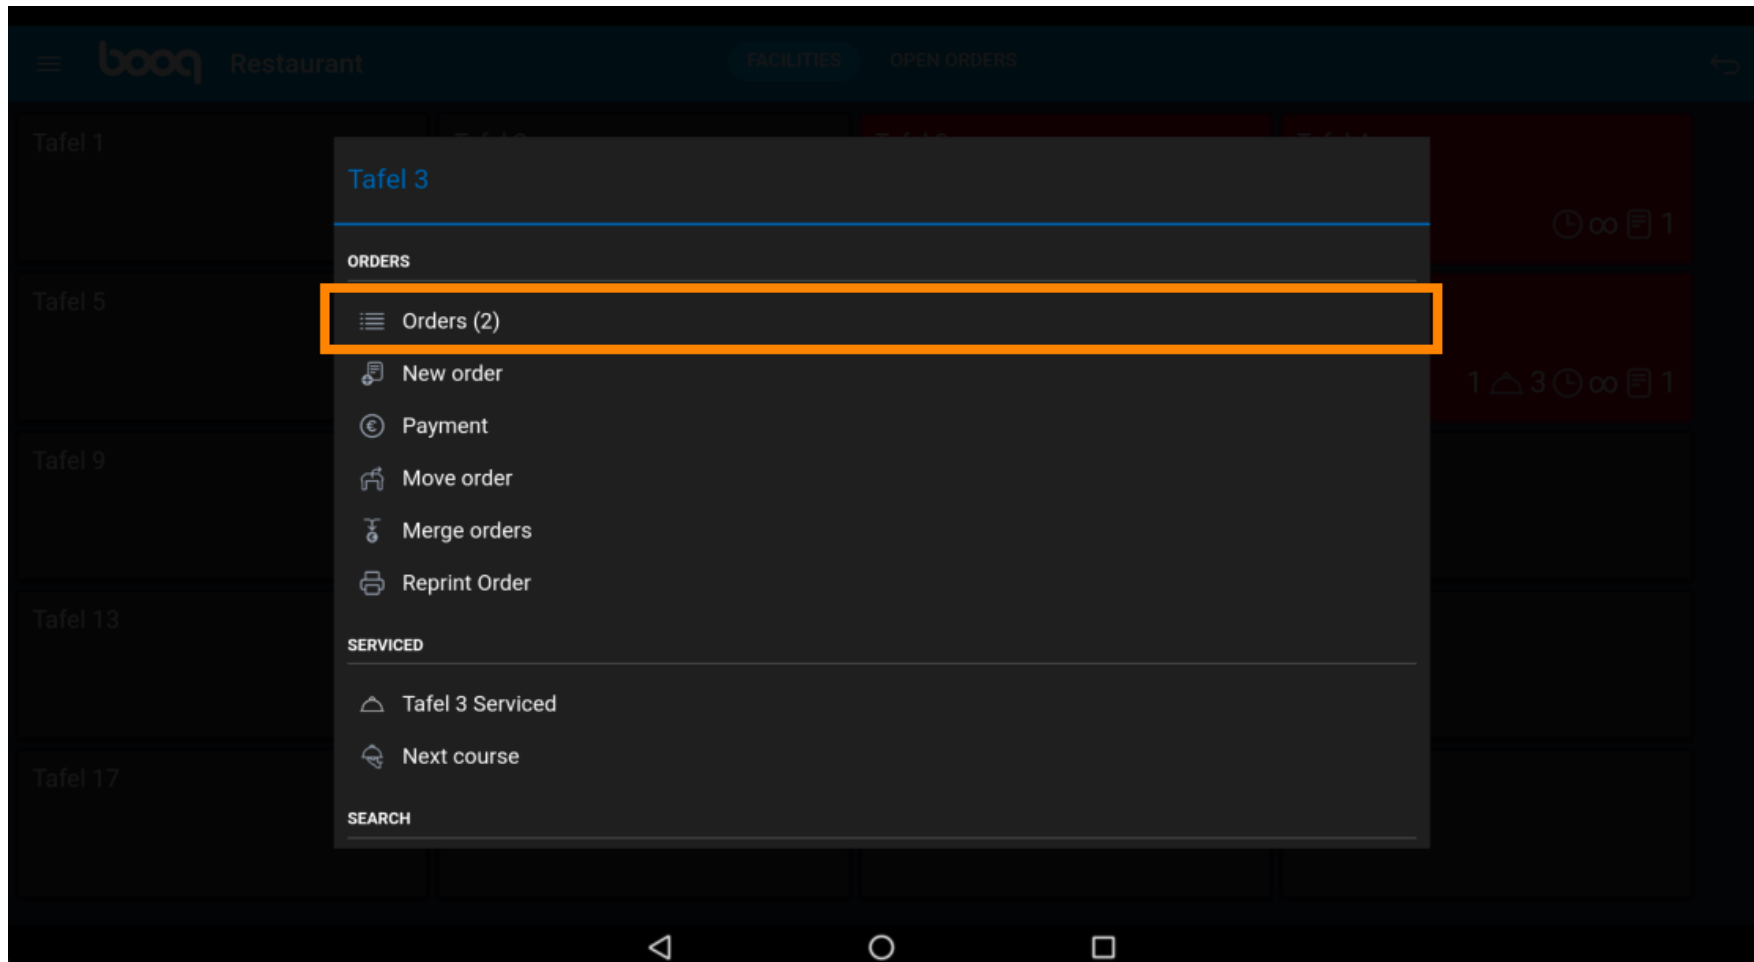 booq Restaurant FACILITIES OPEN ORDERS
Tafel 1
Tafel 3
∞ 1
ORDERS
Tafel 5
Orders (2)
New order
1 3 ∞ 1
Payment
Tafel 9
Move order
Merge orders
Reprint Order
Tafel 13
SERVICED
Tafel 3 Serviced
Next course
Tafel 17
SEARCH